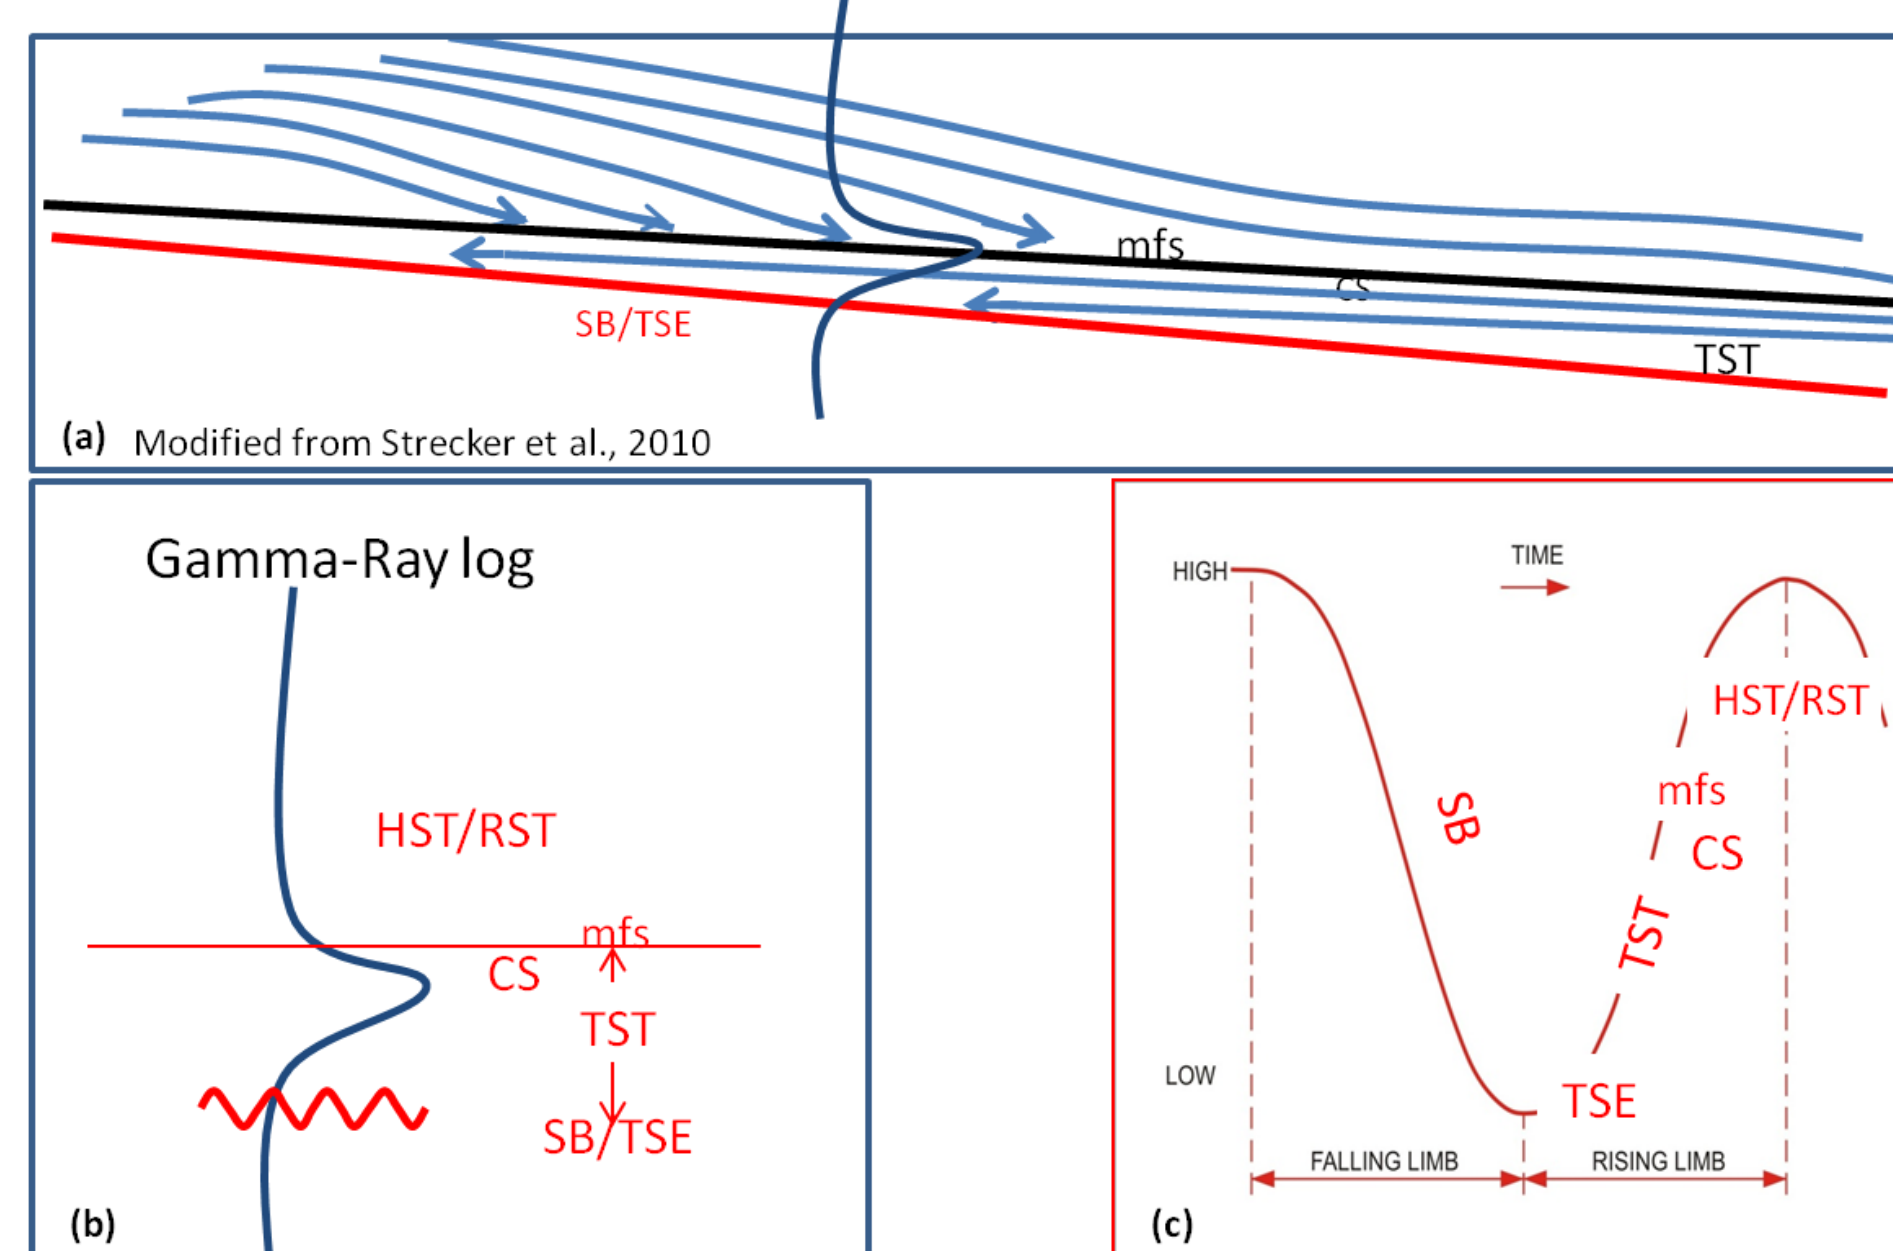 mfs
CS
SB/TSE
TST
(a) Modified from Strecker et al., 2010
Gamma-Ray log
HST/RST
mfs
CS
TST
SB/TSE
(b)
TIME
HIGH
HST/RST
mfs
SB
CS
TST
LOW
TSE
FALLING LIMB
RISING LIMB
(c)